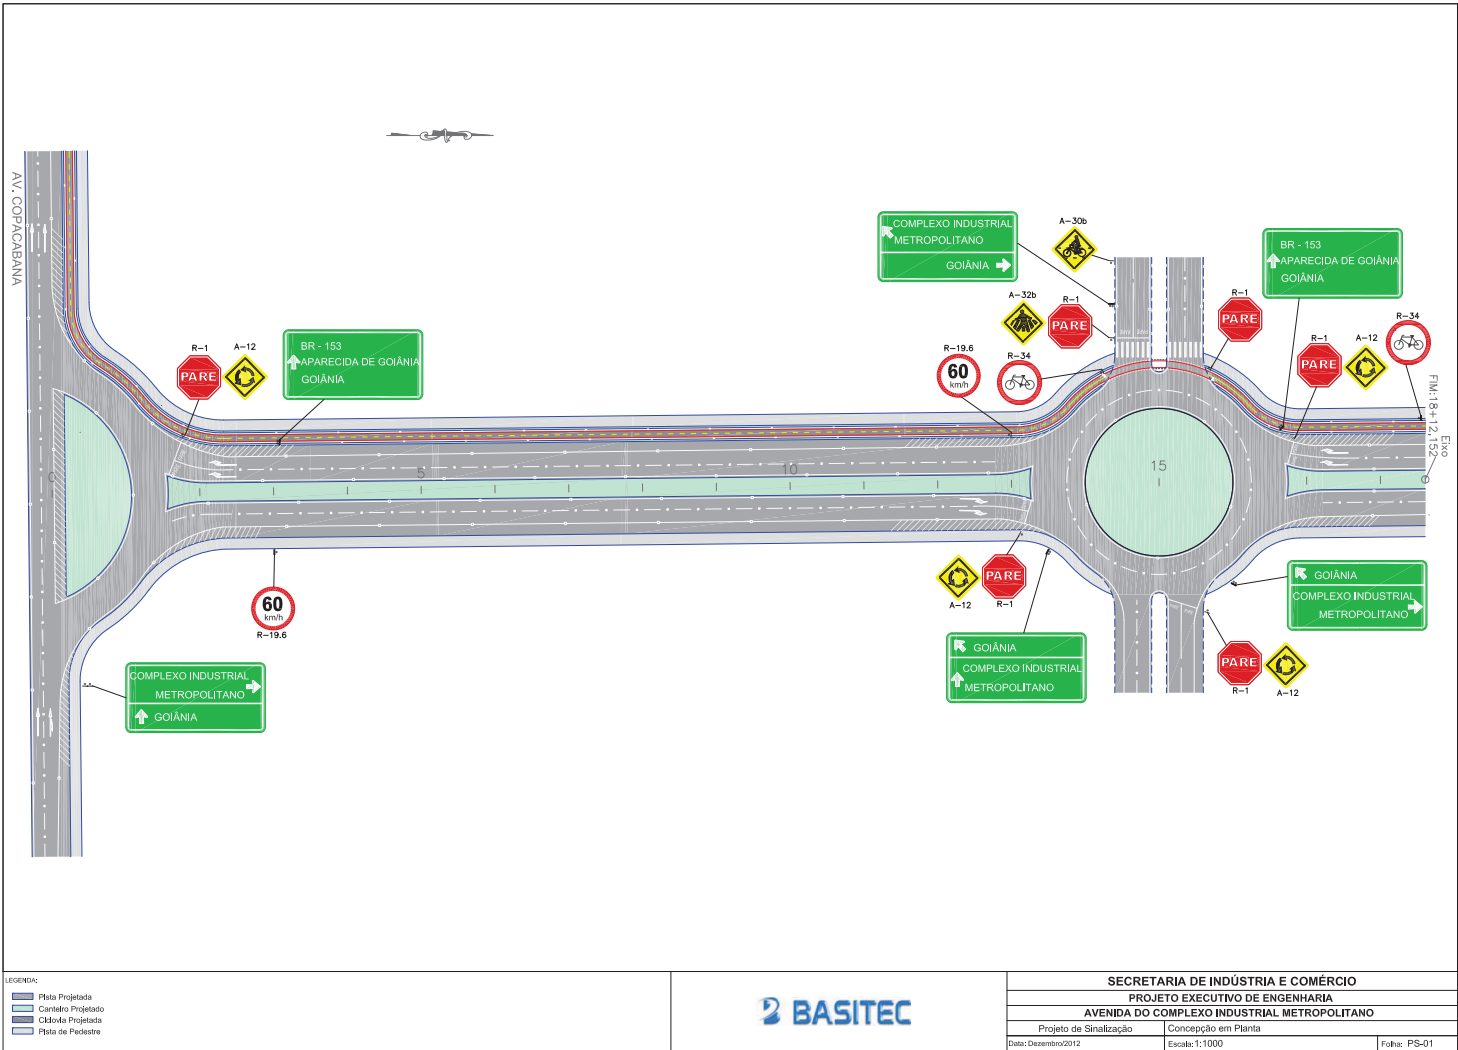 AV. COPACABANA
R-1
A-12
PARE
BR - 153
APARECIDA DE GOIÂNIA
GOIÂNIA
60
km/h
R-19.6
COMPLEXO INDUSTRIAL
METROPOLITANO
GOIÂNIA
0
5
10
15
COMPLEXO INDUSTRIAL
METROPOLITANO
GOIÂNIA
A-30b
A-32b
R-1
PARE
R-19.6
60
km/h
R-34
R-1
PARE
BR - 153
APARECIDA DE GOIÂNIA
GOIÂNIA
R-1
PARE
A-12
R-34
FIM:18+12,152
Eixo
PARE
A-12
R-1
GOIÂNIA
COMPLEXO INDUSTRIAL
METROPOLITANO
GOIÂNIA
COMPLEXO INDUSTRIAL
METROPOLITANO
PARE
R-1
A-12
LEGENDA:
Pista Projetada
Canteiro Projetado
Ciclovia Projetada
Pista de Pedestre
BASITEC
SECRETARIA DE INDÚSTRIA E COMÉRCIO
PROJETO EXECUTIVO DE ENGENHARIA
AVENIDA DO COMPLEXO INDUSTRIAL METROPOLITANO
Projeto de Sinalização
Concepção em Planta
Data: Dezembro/2012
Escala: 1:1000
Folha: PS-01